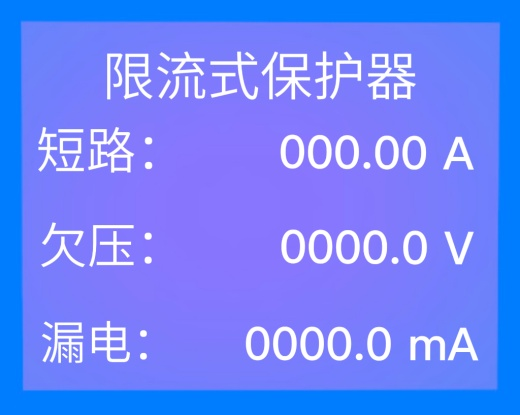 限流式保护器
短路： 000.00 A
欠压： 0000.0 V
漏电： 0000.0 mA